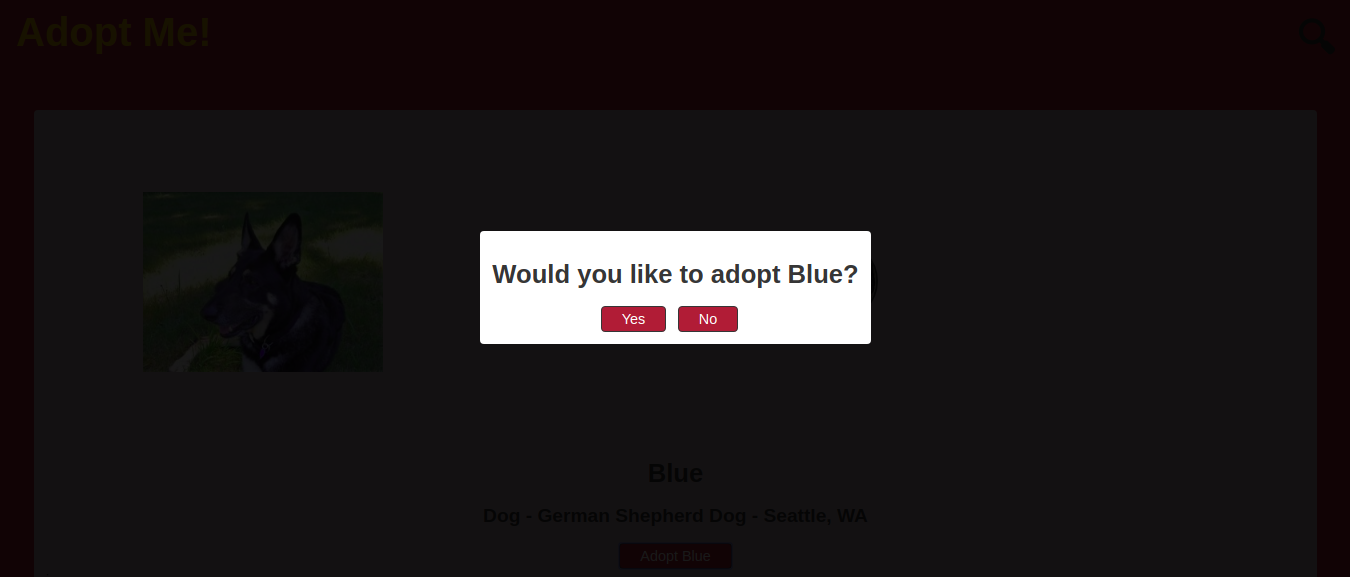 Adopt Me!
Would you like to adopt Blue?
Yes No
Blue
Dog - German Shepherd Dog - Seattle, WA
Adopt Blue